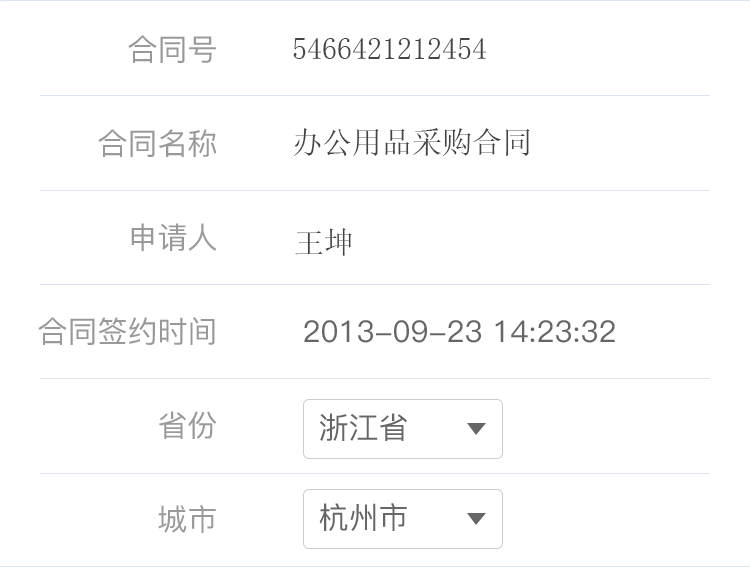 合同号 5466421212454
合同名称 办公用品采购合同
申请人 王坤
合同签约时间 2013-09-23 14:23:32
省份 浙江省
城市 杭州市